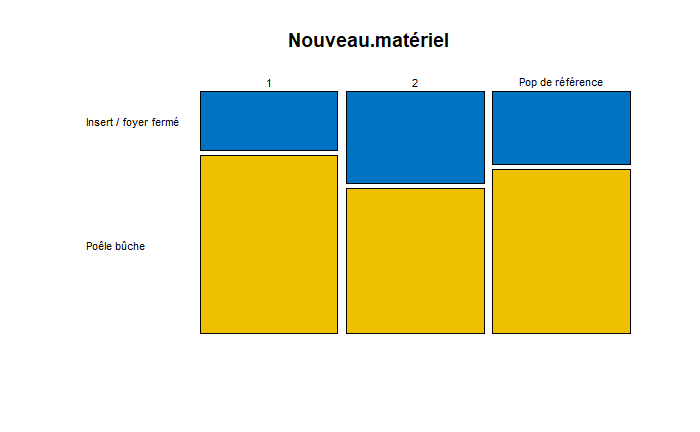 Nouveau.matériel
1
2
Pop de référence
Insert / foyer fermé
Poêle bûche